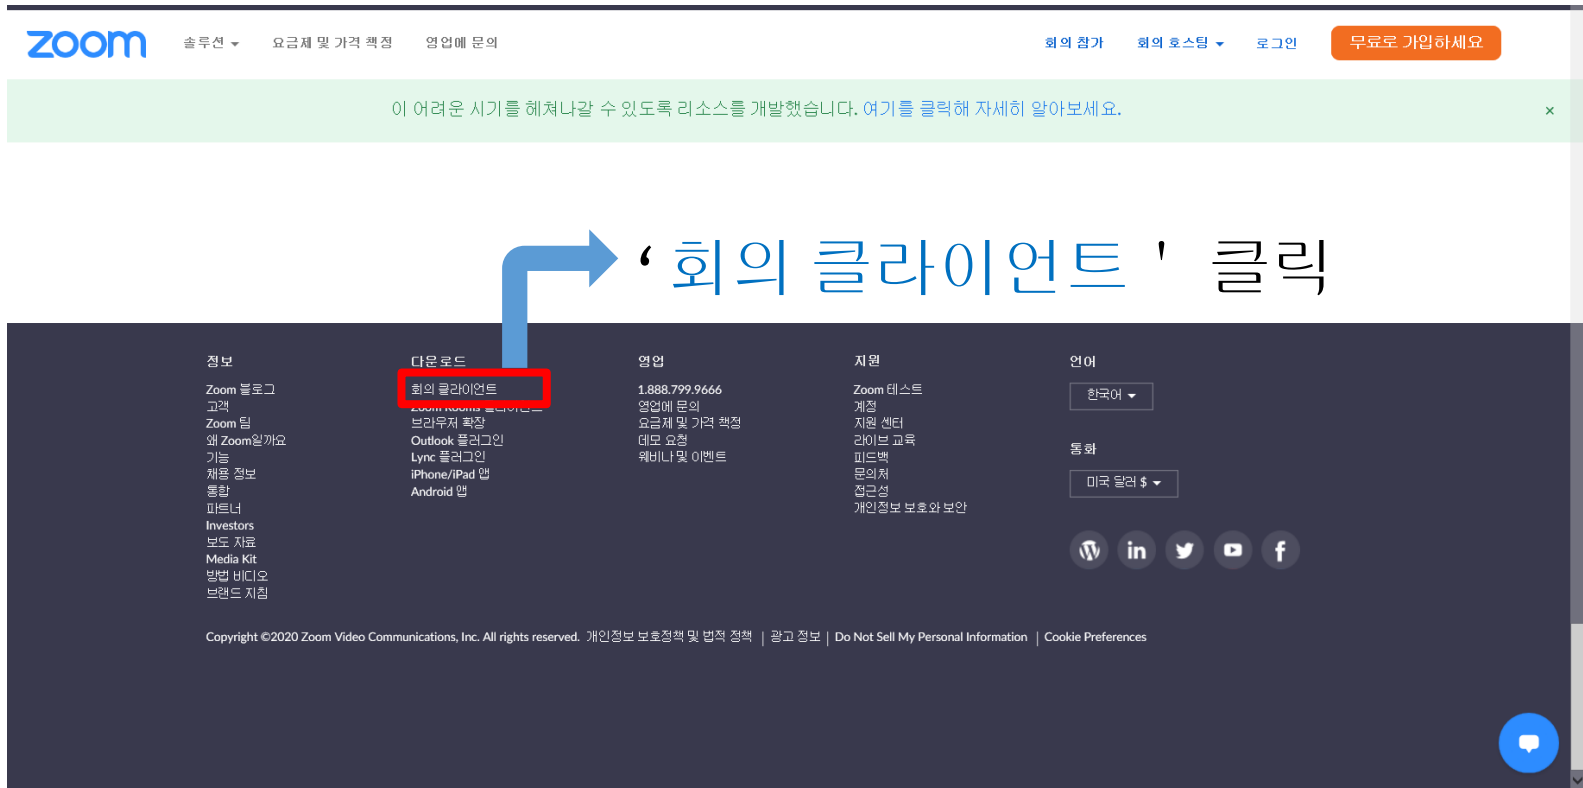 zoom 솔루션 요금제 및 가격 책정 영업에 문의 회의 참가 회의 호스팅 로그인 무료로 가입하세요
이 어려운 시기를 헤쳐나갈 수 있도록 리소스를 개발했습니다. 여기를 클릭해 자세히 알아보세요. ×
‘ 회의 클라이언트 ' 클릭
정보
Zoom 블로그
고객
Zoom 팀
왜 Zoom일까요
기능
채용 정보
통합
파트너
Investors
보도 자료
Media Kit
방법 비디오
브랜드 지침
다운로드
회의 클라이언트
Zoom Rooms 클라이언트
브라우저 확장
Outlook 플러그인
Lync 플러그인
iPhone/iPad 앱
Android 앱
영업
1.888.799.9666
영업에 문의
요금제 및 가격 책정
데모 요청
웨비나 및 이벤트
지원
Zoom 테스트
계정
지원 센터
라이브 교육
피드백
문의처
접근성
개인정보 보호와 보안
언어
한국어
통화
미국 달러 $
Copyright ©2020 Zoom Video Communications, Inc. All rights reserved. 개인정보 보호정책 및 법적 정책 | 광고 정보 | Do Not Sell My Personal Information | Cookie Preferences